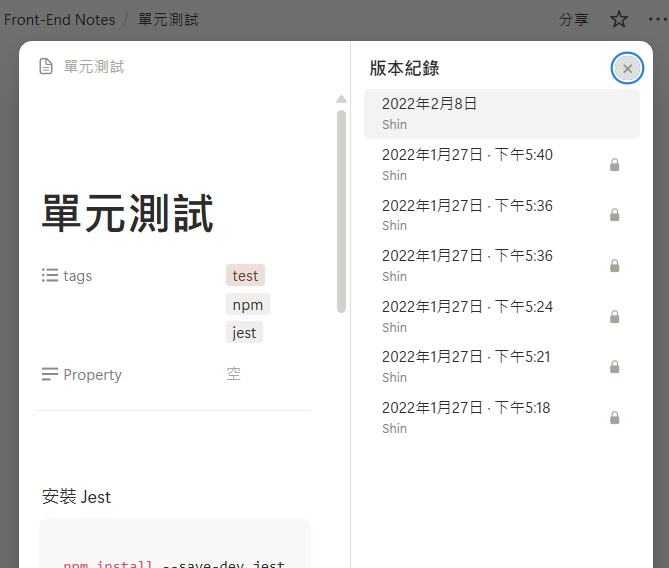 Front-End Notes / 單元測試
分享
單元測試
單元測試
tags
test
npm
jest
Property
空
安裝 Jest
npm install --save-dev jest
版本紀錄
2022年2月8日
Shin
2022年1月27日 · 下午5:40
Shin
2022年1月27日 · 下午5:36
Shin
2022年1月27日 · 下午5:36
Shin
2022年1月27日 · 下午5:24
Shin
2022年1月27日 · 下午5:21
Shin
2022年1月27日 · 下午5:18
Shin